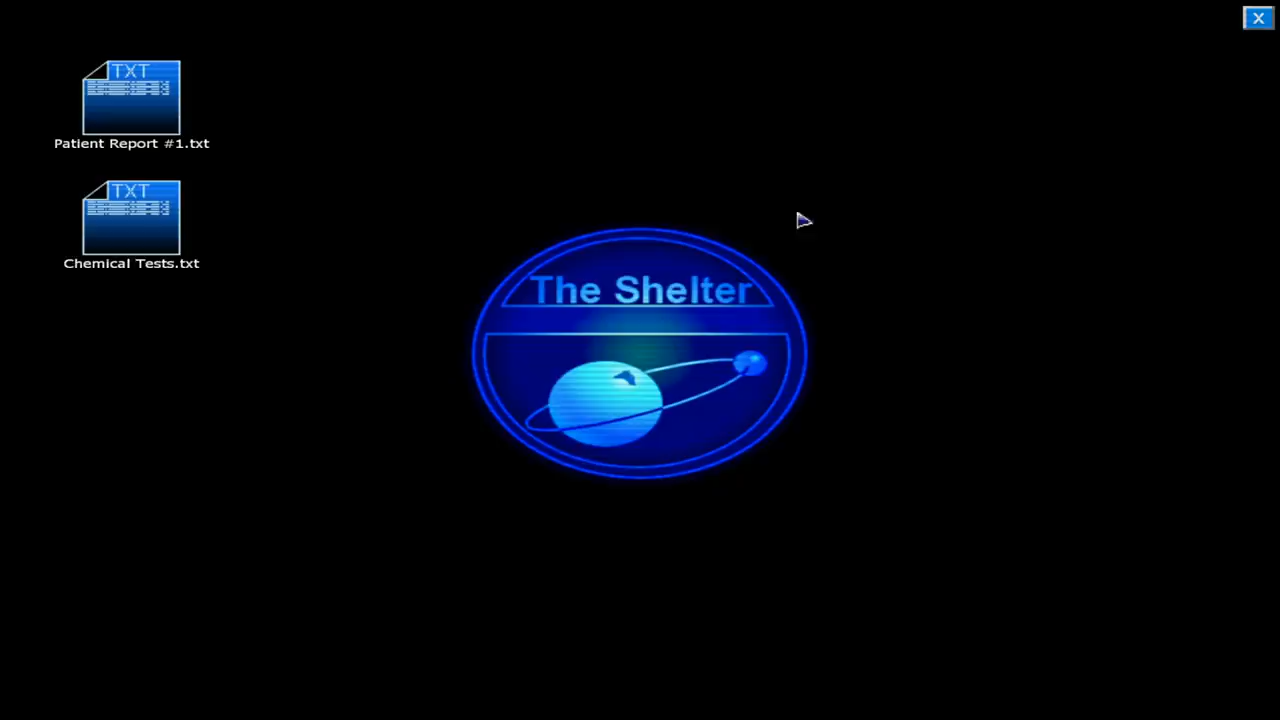 X
TXT
Patient Report #1.txt
TXT
Chemical Tests.txt
The Shelter